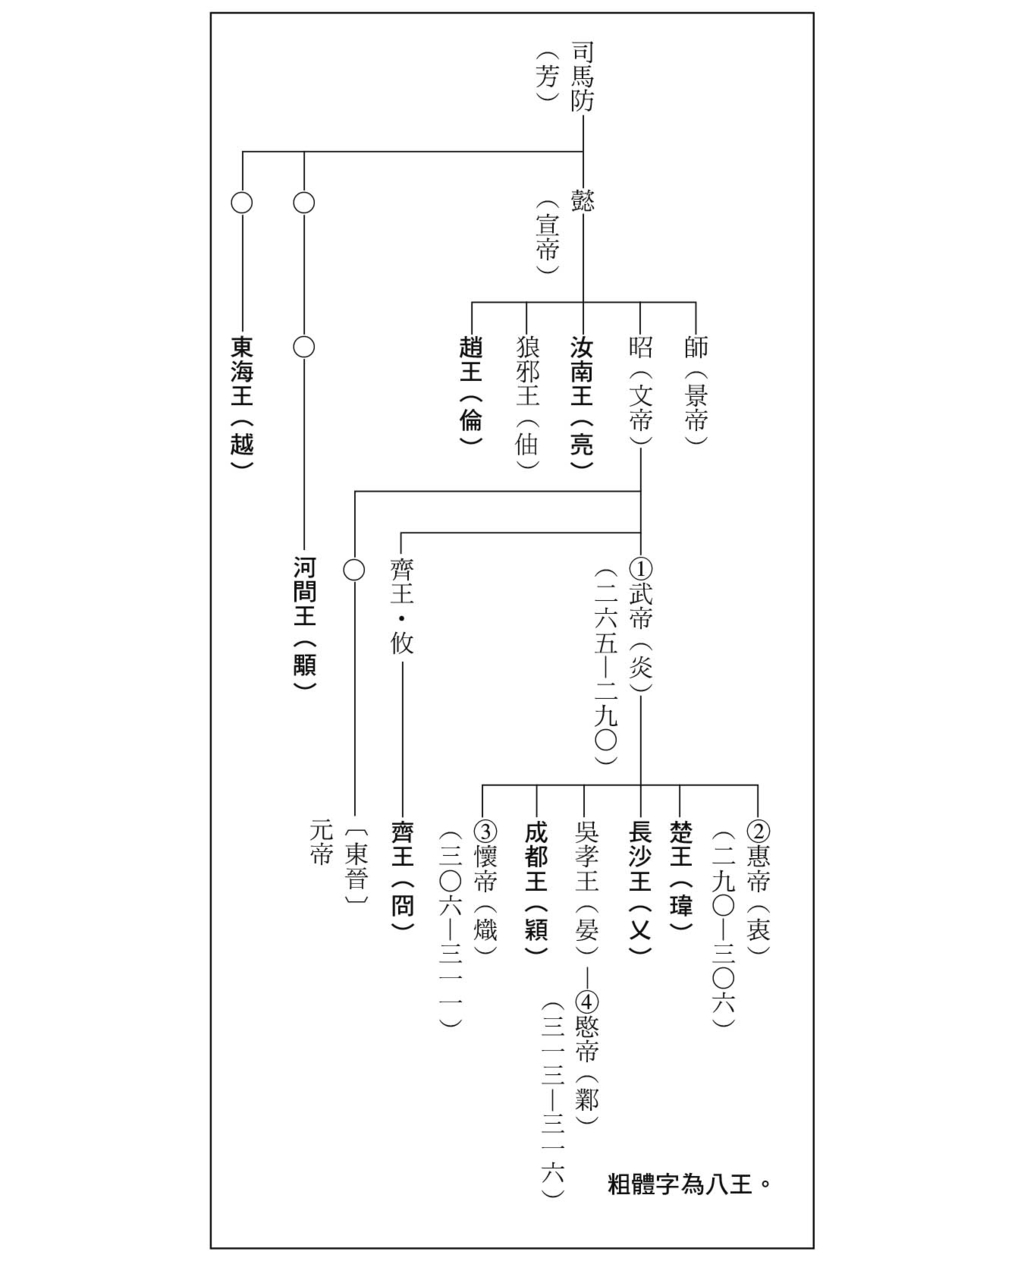 司馬防
（芳）
懿
（宣帝）
師（景帝）
昭（文帝）
汝南王（亮）
狼邪王（伷）
趙王（倫）
東海王（越）
河間王（顒）
①武帝（炎）
（二六五—二九〇）
齊王・攸
②惠帝（衷）
（二九〇—三〇六）
楚王（瑋）
長沙王（乂）
吳孝王（晏）
④愍帝（鄴）
（三一三—三一六）
成都王（穎）
③懷帝（熾）
（三〇六—三一一）
齊王（冏）
〔東晉〕
元帝
粗體字為八王。